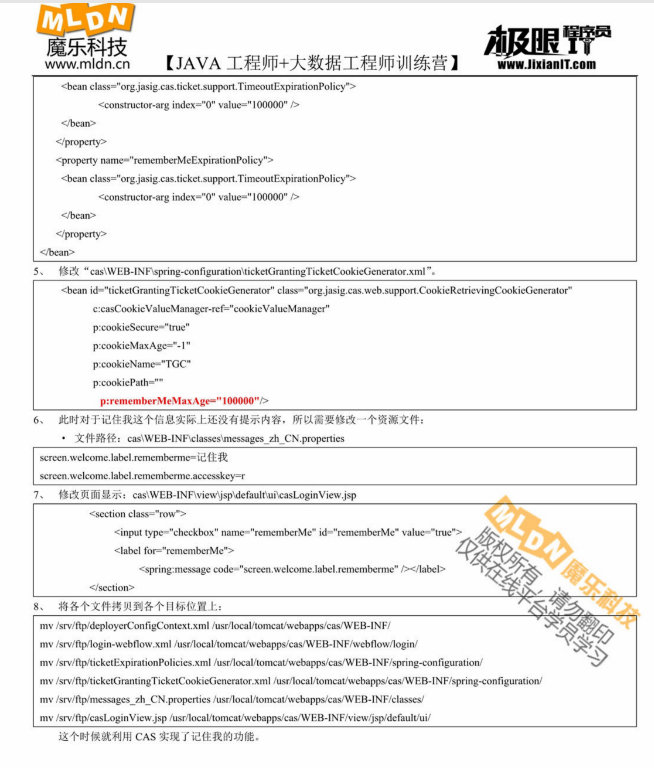 MLDN
魔乐科技
www.mldn.cn
【JAVA 工程师+大数据工程师训练营】
极限IT程序员
www.JixianIT.com
<bean class="org.jasig.cas.ticket.support.TimeoutExpirationPolicy">
<constructor-arg index="0" value="100000" />
</bean>
</property>
<property name="rememberMeExpirationPolicy">
<bean class="org.jasig.cas.ticket.support.TimeoutExpirationPolicy">
<constructor-arg index="0" value="100000" />
</bean>
</property>
</bean>
5、 修改“cas\WEB-INF\spring-configuration\ticketGrantingTicketCookieGenerator.xml”。
<bean id="ticketGrantingTicketCookieGenerator" class="org.jasig.cas.web.support.CookieRetrievingCookieGenerator"
c:casCookieValueManager-ref="cookieValueManager"
p:cookieSecure="true"
p:cookieMaxAge="-1"
p:cookieName="TGC"
p:cookiePath=""
p:rememberMeMaxAge="100000"/>
6、 此时对于记住我这个信息实际上还没有提示内容，所以需要修改一个资源文件：
· 文件路径：cas\WEB-INF\classes\messages_zh_CN.properties
screen.welcome.label.rememberme=记住我
screen.welcome.label.rememberme.accesskey=r
7、 修改页面显示：cas\WEB-INF\view\jsp\default\ui\casLoginView.jsp
<section class="row">
<input type="checkbox" name="rememberMe" id="rememberMe" value="true">
<label for="rememberMe">
<spring:message code="screen.welcome.label.rememberme" /></label>
</section>
MLDN 魔乐科技
版权所有，请勿翻印
仅供在线平台学员学习
8、 将各个文件拷贝到各个目标位置上：
mv /srv/ftp/deployerConfigContext.xml /usr/local/tomcat/webapps/cas/WEB-INF/
mv /srv/ftp/login-webflow.xml /usr/local/tomcat/webapps/cas/WEB-INF/webflow/login/
mv /srv/ftp/ticketExpirationPolicies.xml /usr/local/tomcat/webapps/cas/WEB-INF/spring-configuration/
mv /srv/ftp/ticketGrantingTicketCookieGenerator.xml /usr/local/tomcat/webapps/cas/WEB-INF/spring-configuration/
mv /srv/ftp/messages_zh_CN.properties /usr/local/tomcat/webapps/cas/WEB-INF/classes/
mv /srv/ftp/casLoginView.jsp /usr/local/tomcat/webapps/cas/WEB-INF/view/jsp/default/ui/
这个时候就利用 CAS 实现了记住我的功能。